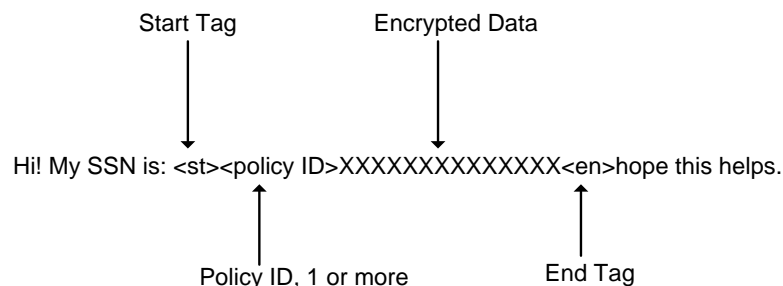 Start Tag Encrypted Data
Hi! My SSN is: <st><policy ID>XXXXXXXXXXXXXX<en>hope this helps.
Policy ID, 1 or more End Tag